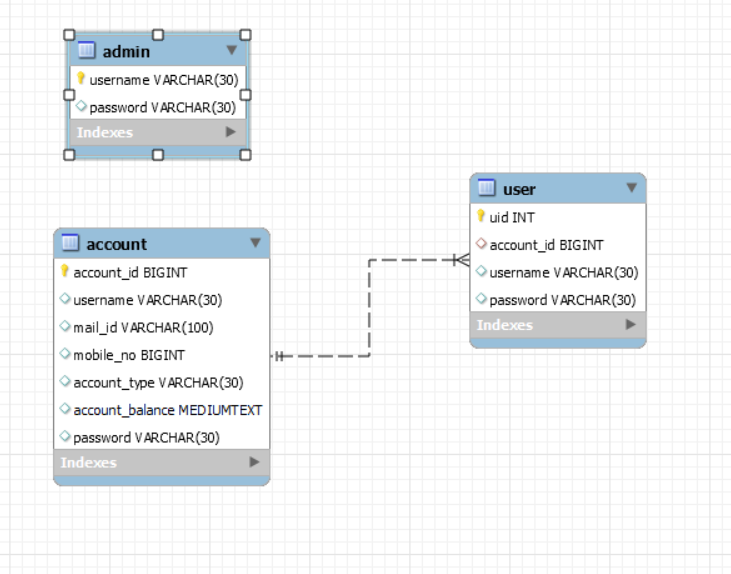 admin
username VARCHAR(30)
password VARCHAR(30)
Indexes
account
account_id BIGINT
username VARCHAR(30)
mail_id VARCHAR(100)
mobile_no BIGINT
account_type VARCHAR(30)
account_balance MEDIUMTEXT
password VARCHAR(30)
Indexes
user
uid INT
account_id BIGINT
username VARCHAR(30)
password VARCHAR(30)
Indexes